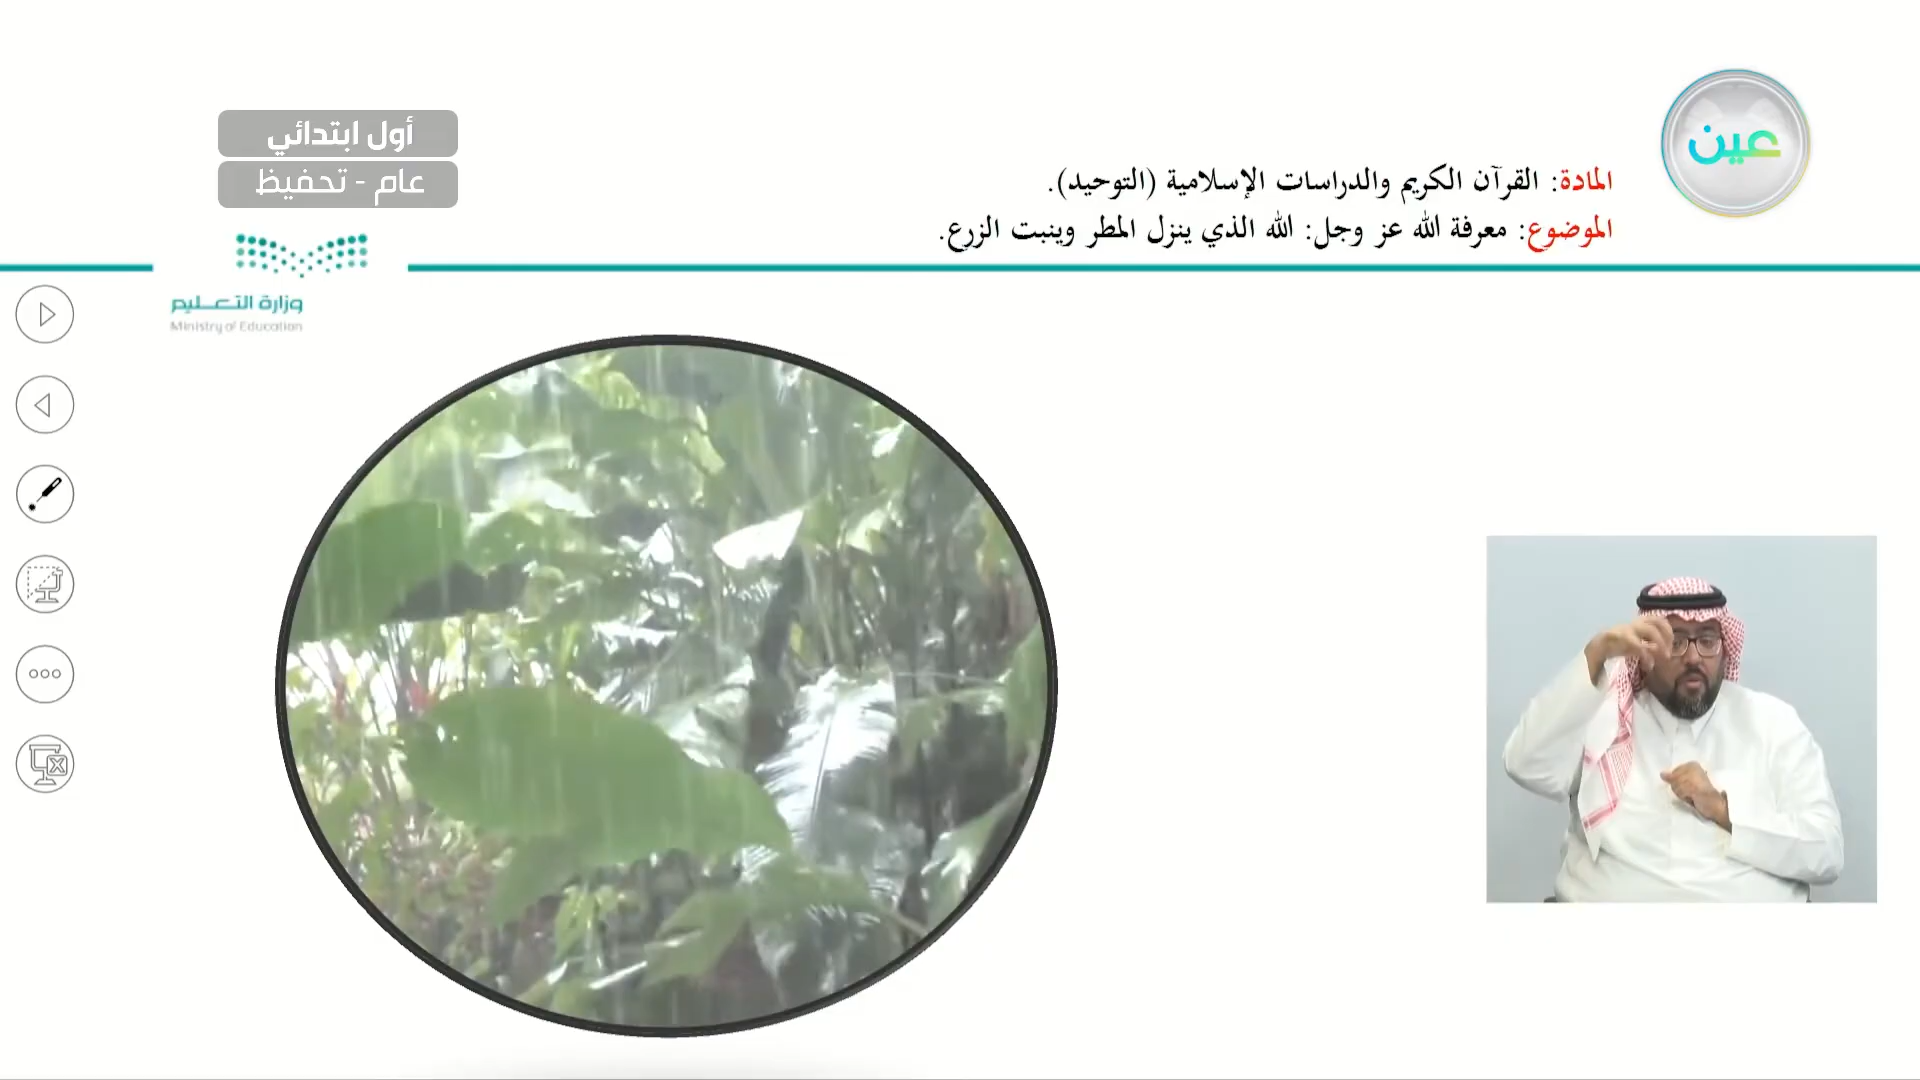 عين
أول ابتدائي
عام - تحفيظ
المادة: القرآن الكريم والدراسات الإسلامية (التوحيد).
الموضوع: معرفة الله عز وجل: الله الذي ينزل المطر وينبت الزرع.
وزارة التعليم
Ministry of Education